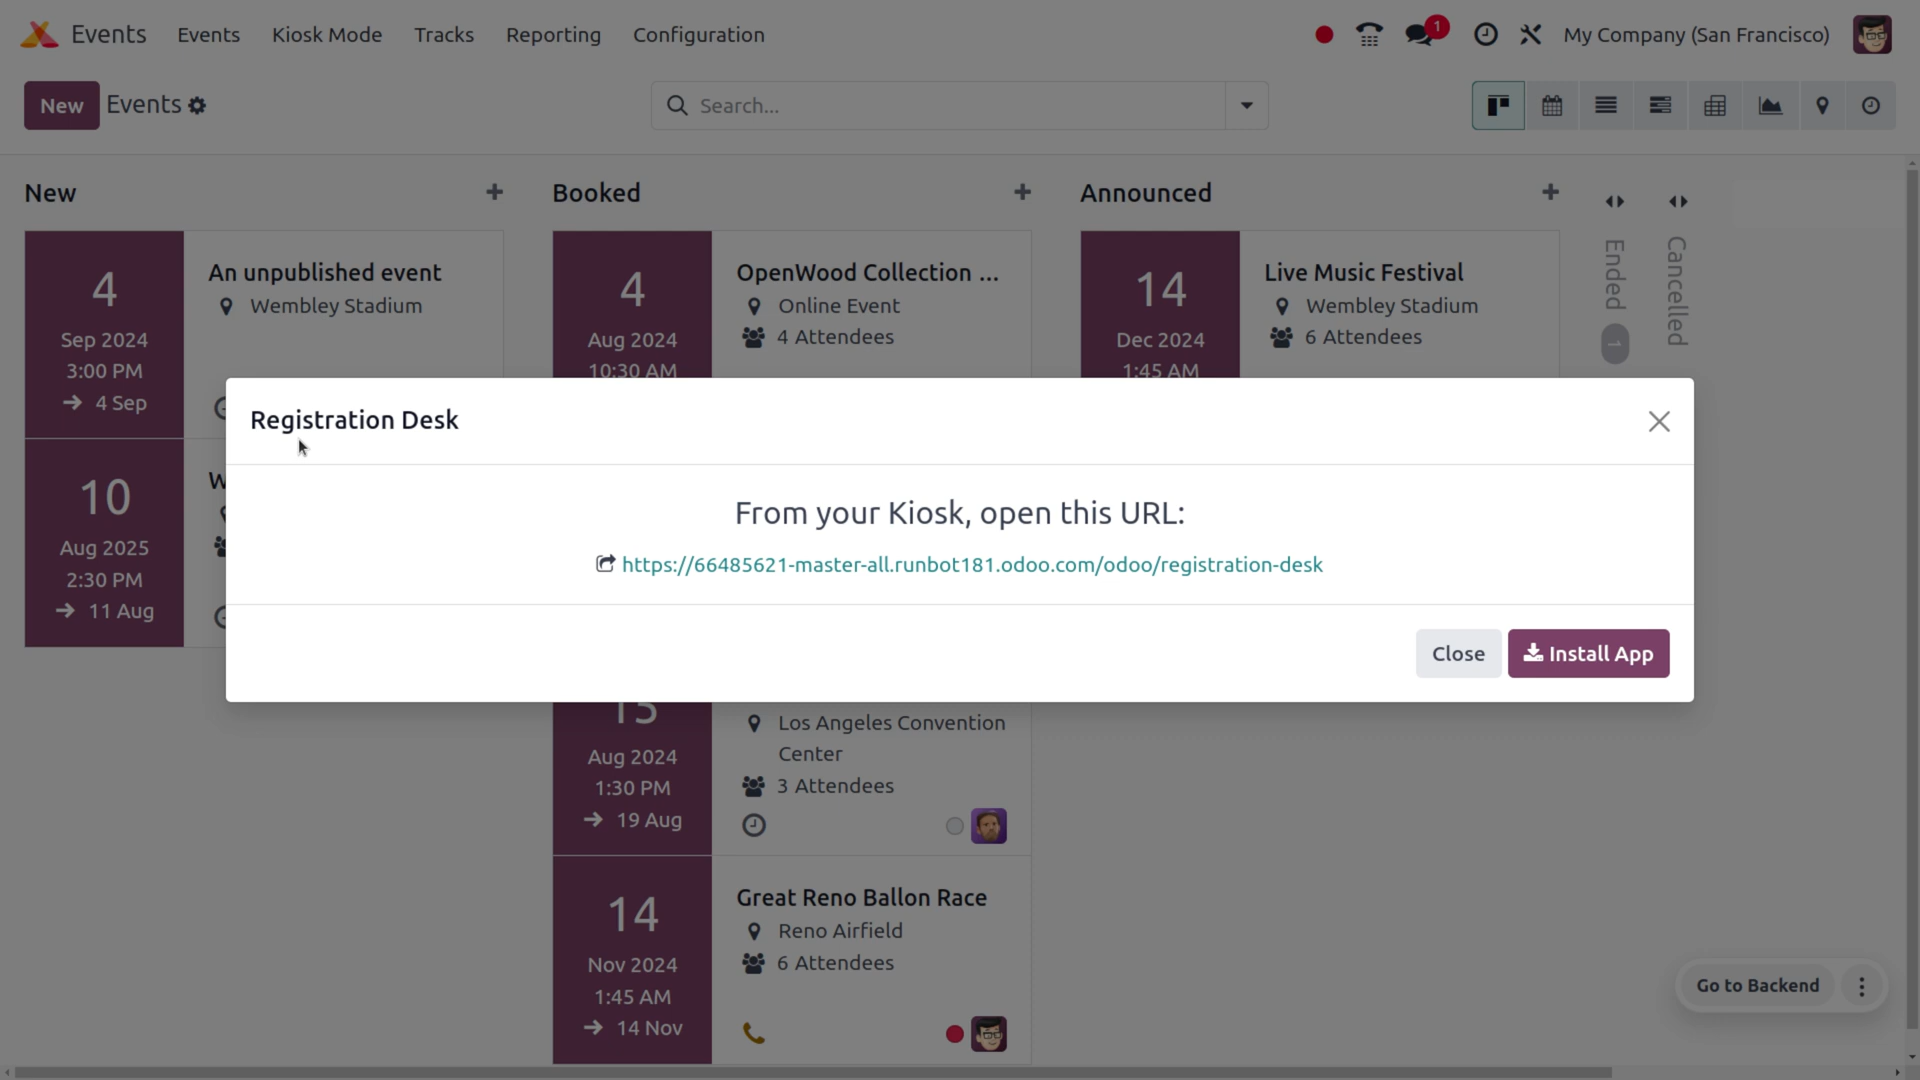 Events
Events
Kiosk Mode
Tracks
Reporting
Configuration
1
My Company (San Francisco)
New
Events
Search...
New
Booked
Announced
Ended
1
Cancelled
4
Sep 2024
3:00 PM
→ 4 Sep
An unpublished event
Wembley Stadium
4
Aug 2024
10:30 AM
OpenWood Collection ...
Online Event
4 Attendees
14
Dec 2024
1:45 AM
Live Music Festival
Wembley Stadium
6 Attendees
10
Aug 2025
2:30 PM
→ 11 Aug
Registration Desk
From your Kiosk, open this URL:
https://66485621-master-all.runbot181.odoo.com/odoo/registration-desk
Close
Install App
Aug 2024
1:30 PM
→ 19 Aug
Los Angeles Convention
Center
3 Attendees
14
Nov 2024
1:45 AM
→ 14 Nov
Great Reno Ballon Race
Reno Airfield
6 Attendees
Go to Backend